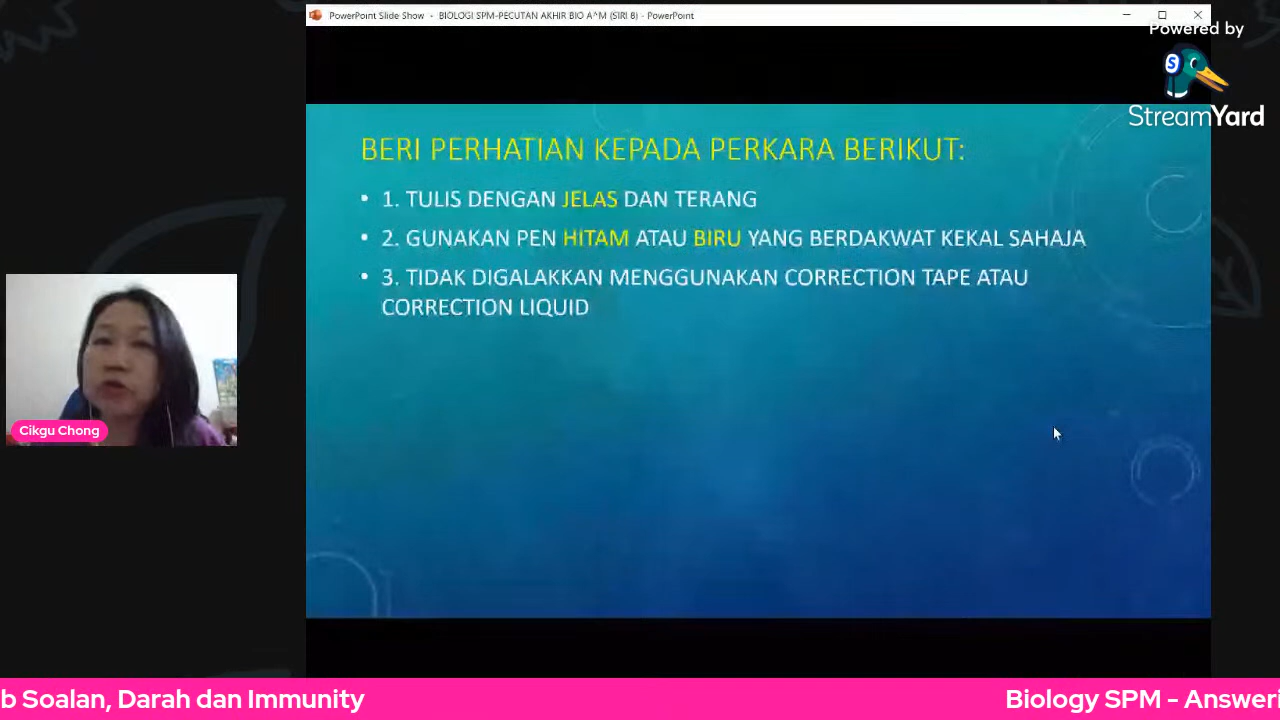 PowerPoint Slide Show - BIOLOGI SPM-PECUTAN AKHIR BIO A^M (SIRI 8) - PowerPoint
Powered by
S
StreamYard
BERI PERHATIAN KEPADA PERKARA BERIKUT:
• 1. TULIS DENGAN JELAS DAN TERANG
• 2. GUNAKAN PEN HITAM ATAU BIRU YANG BERDAKWAT KEKAL SAHAJA
• 3. TIDAK DIGALAKKAN MENGGUNAKAN CORRECTION TAPE ATAU
CORRECTION LIQUID
Cikgu Chong
b Soalan, Darah dan Immunity
Biology SPM - Answeri